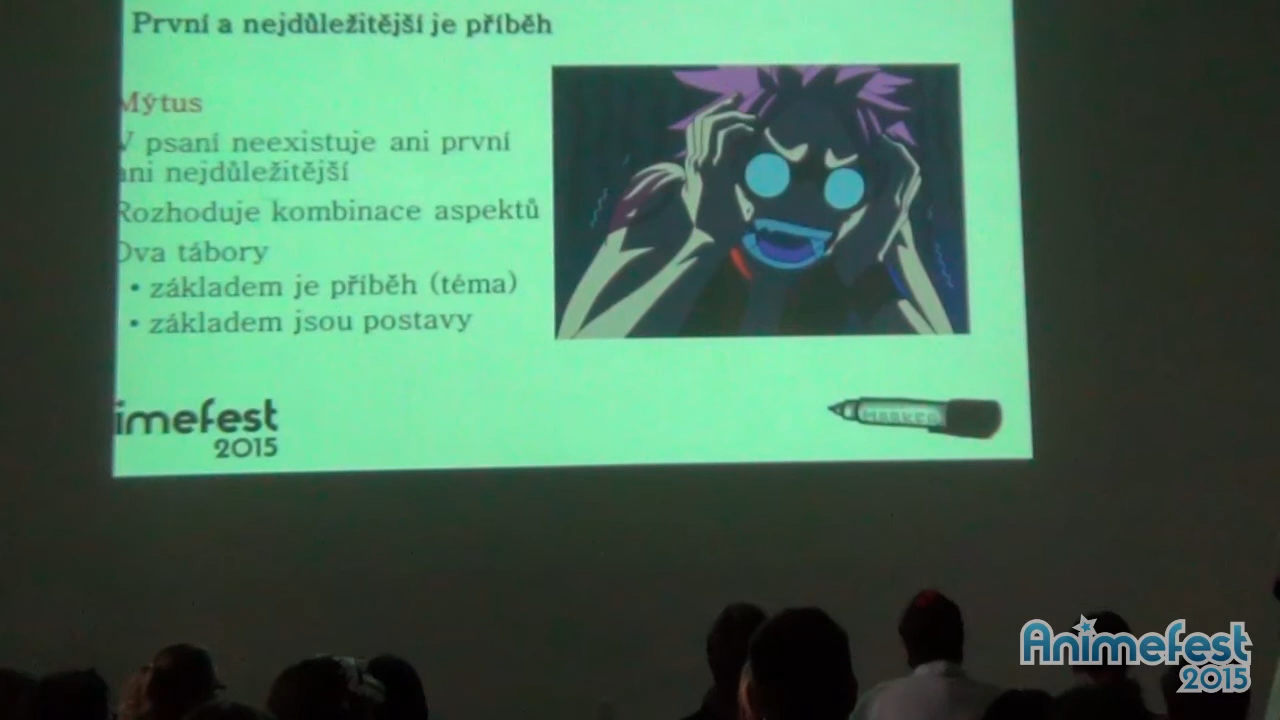 První a nejdůležitější je příběh
Mýtus
V psaní neexistuje ani první
ani nejdůležitější
Rozhoduje kombinace aspektů
Dva tábory
• základem je příběh (téma)
• základem jsou postavy
imefest
2015
MARKER
Animefest
2015